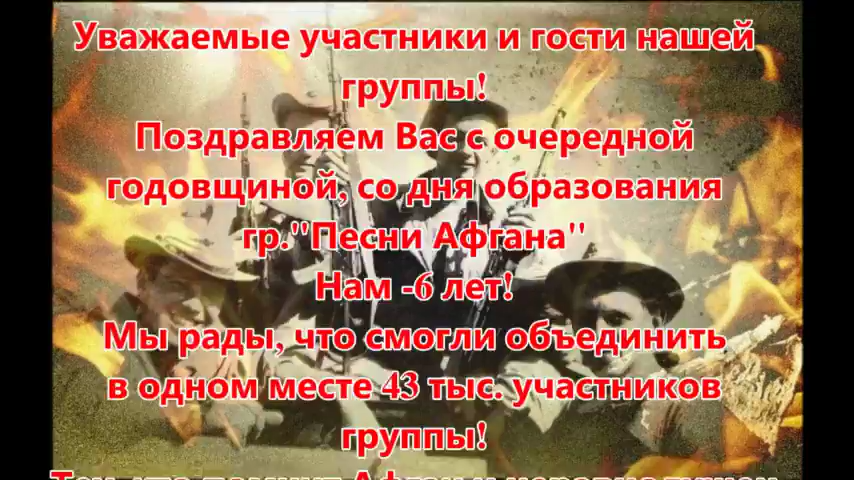 Уважаемые участники и гости нашей
группы!
Поздравляем Вас с очередной
годовщиной, со дня образования
гр."Песни Афгана"
Нам -6 лет!
Мы рады, что смогли объединить
в одном месте 43 тыс. участников
группы!